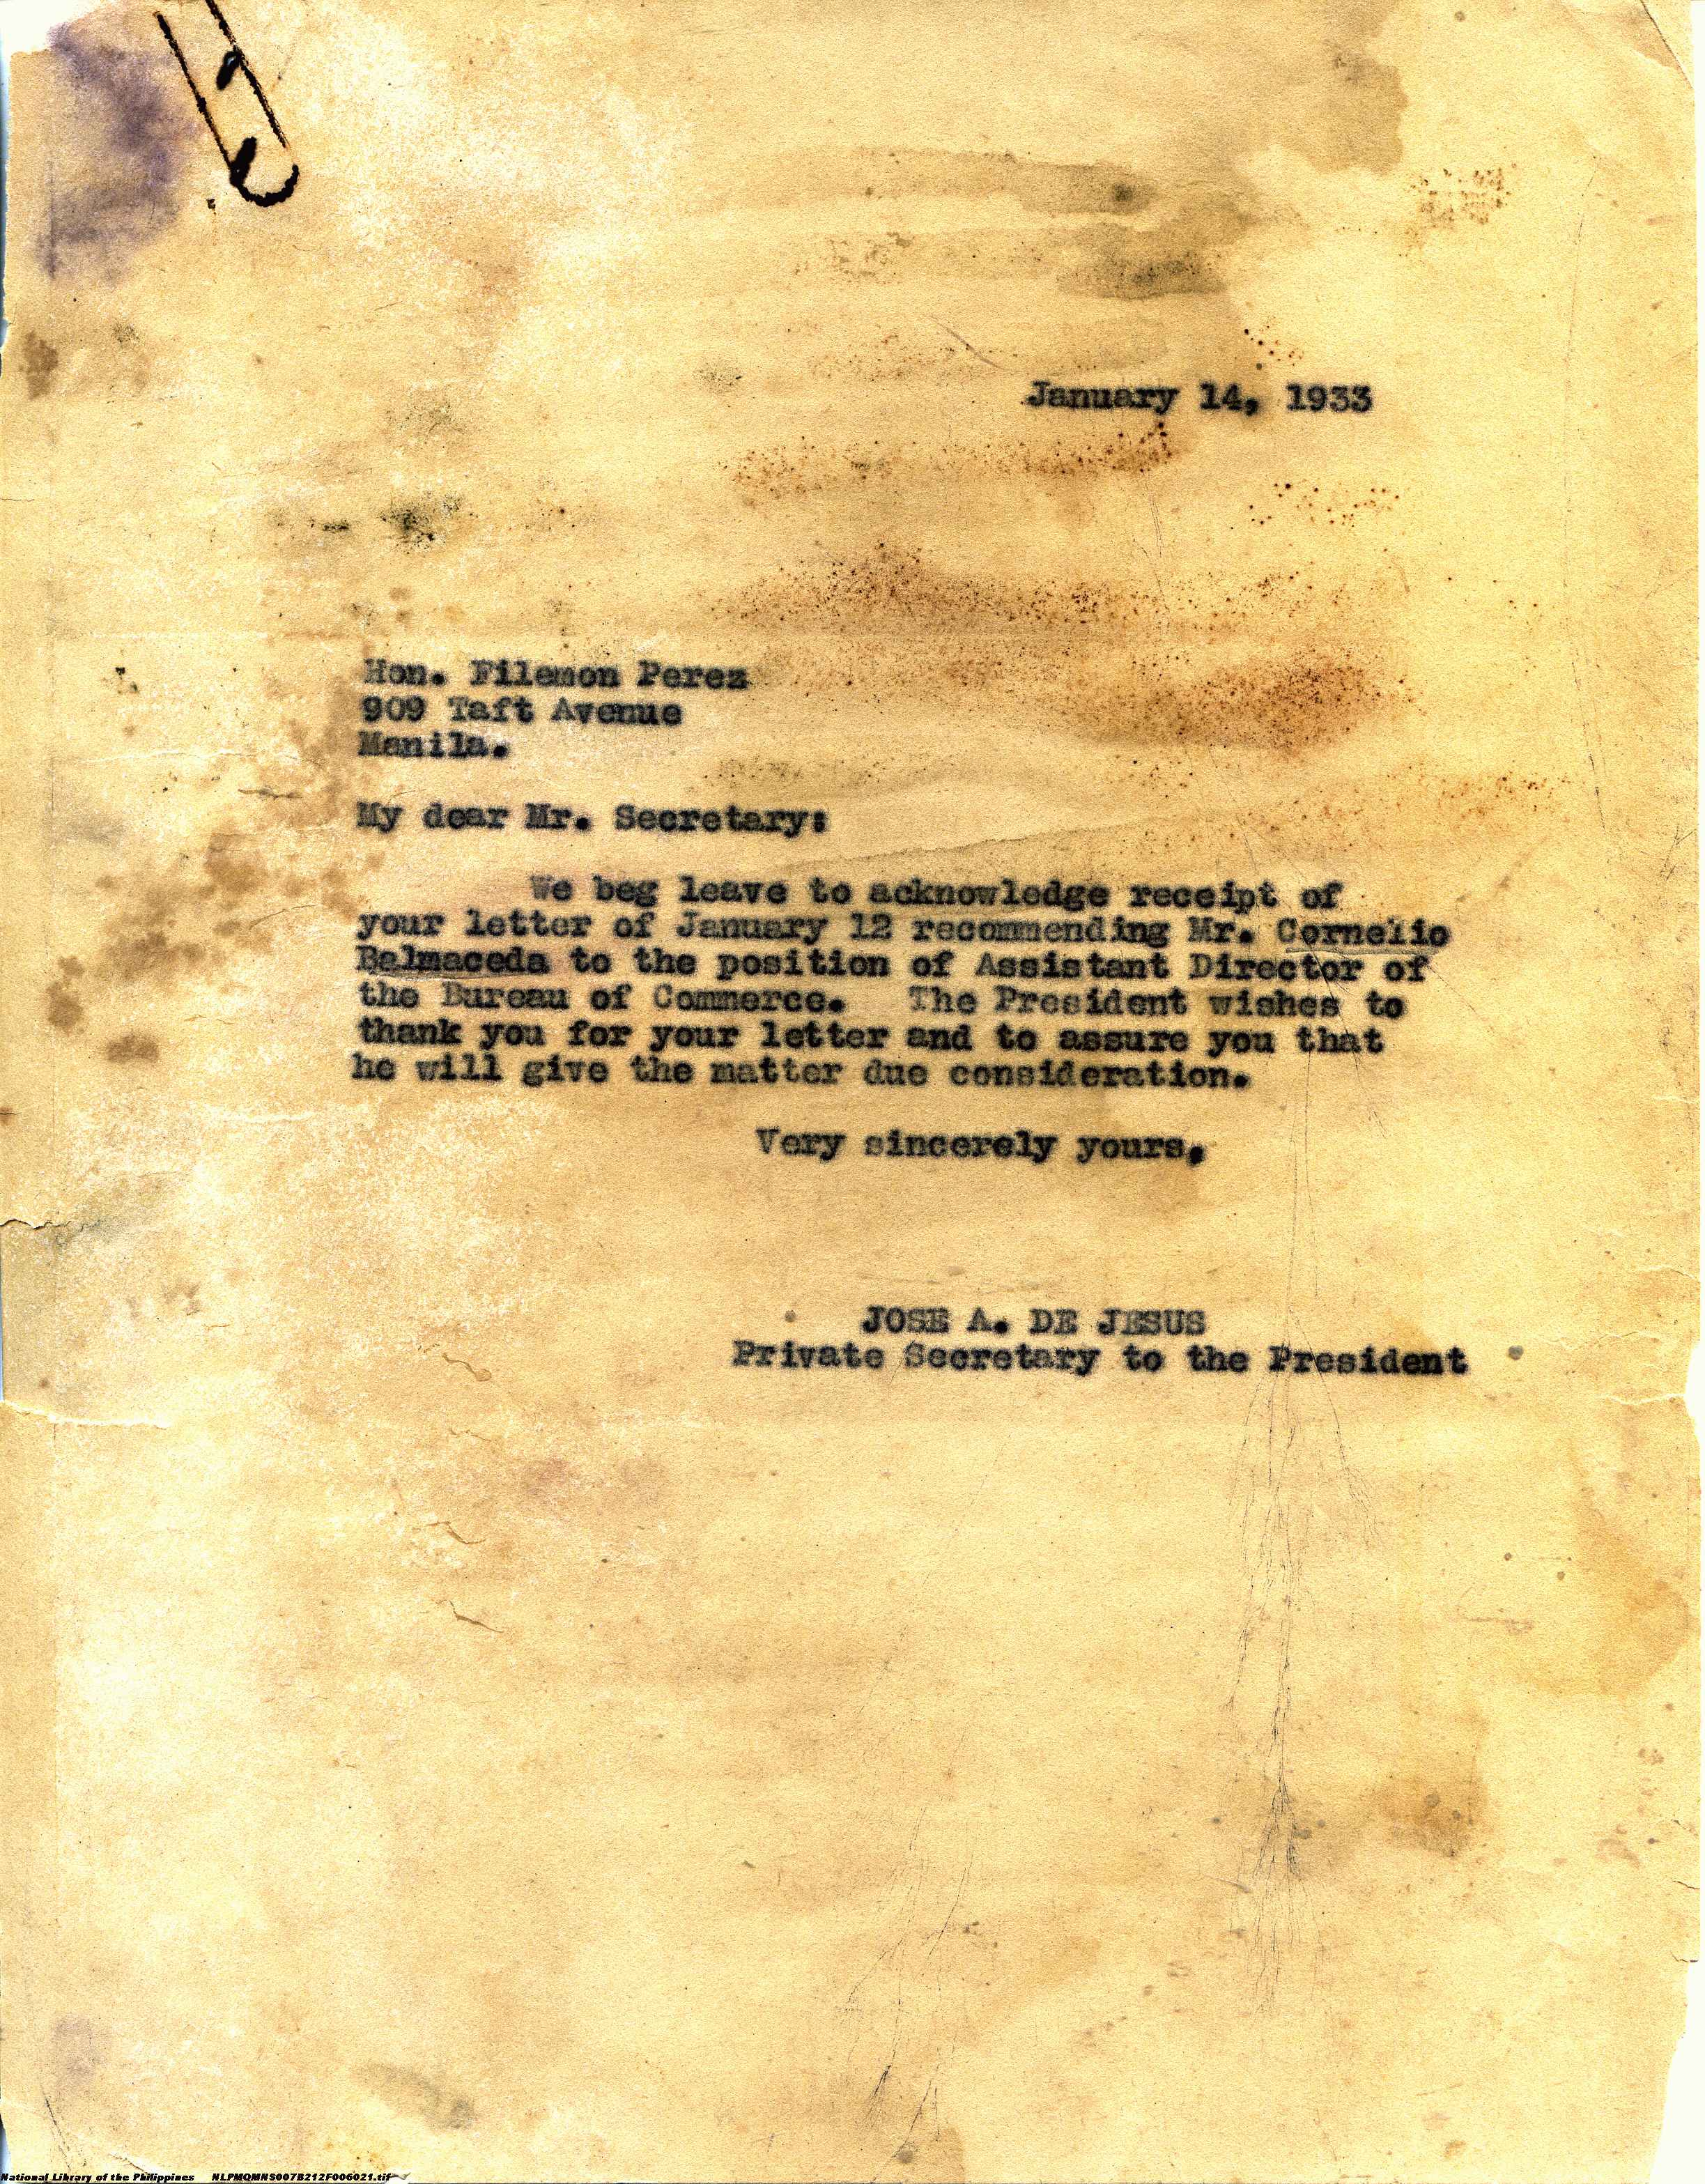 January 14, 1933
Hon. Filemon Perez
909 Taft Avenue
Manila.
My dear Mr. Secretary:
We beg leave to acknowledge receipt of
your letter of January 12 recommending Mr. Cornelio
Balmaceda to the position of Assistant Director of
the Bureau of Commerce. The President wishes to
thank you for your letter and to assure you that
he will give the matter due consideration.
Very sincerely yours,
JOSE A. DE JESUS
Private Secretary to the President
National Library of the Philippines NLPMQMNS007B212F006021.tif